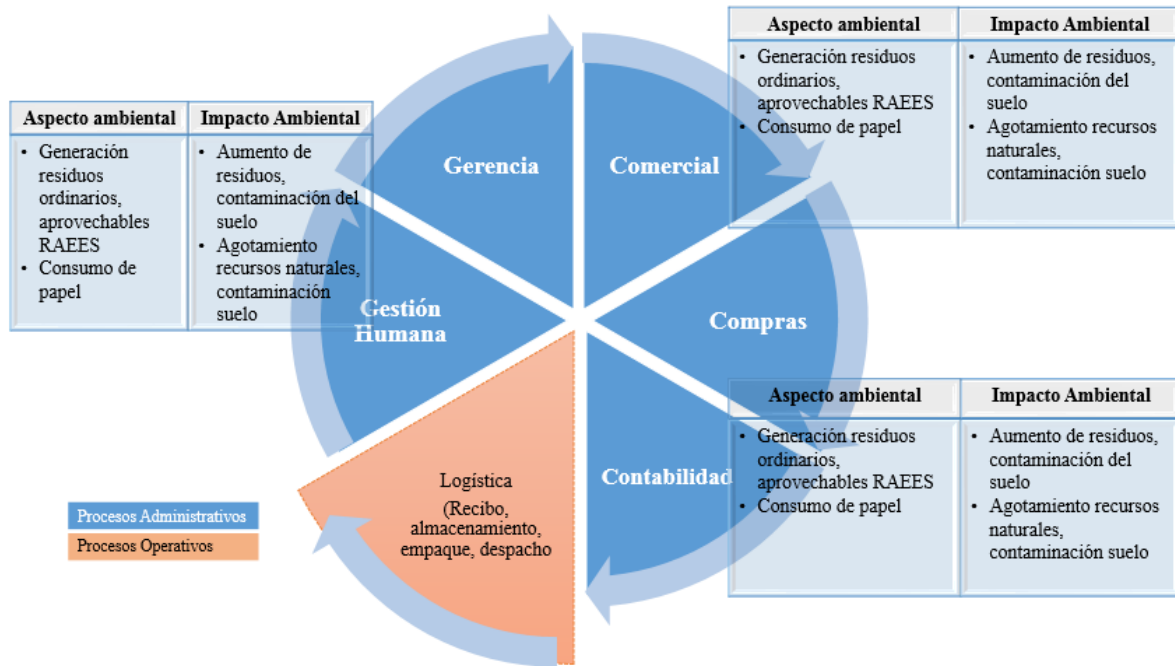 Aspecto ambiental
Impacto Ambiental
• Generación residuos
ordinarios,
aprovechables RAEES
• Consumo de papel
• Aumento de residuos,
contaminación del
suelo
• Agotamiento recursos
naturales,
contaminación suelo
Aspecto ambiental
Impacto Ambiental
• Generación
residuos
ordinarios,
aprovechables
RAEES
• Consumo de
papel
• Aumento de
residuos,
contaminación del
suelo
• Agotamiento
recursos naturales,
contaminación
suelo
Gerencia
Comercial
Gestión
Humana
Compras
Contabilidad
Logística
(Recibo,
almacenamiento,
empaque, despacho
Aspecto ambiental
Impacto Ambiental
• Generación residuos
ordinarios,
aprovechables RAEES
• Consumo de papel
• Aumento de residuos,
contaminación del
suelo
• Agotamiento recursos
naturales,
contaminación suelo
Procesos Administrativos
Procesos Operativos